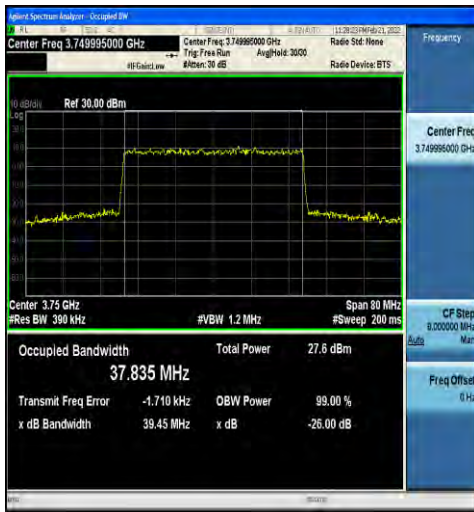 Agilent Spectrum Analyzer - Occupied BW
Center Freq 3.749995000 GHz
Center Freq: 3.749995000 GHz
Trig: Free Run Avg|Hold: 30/30
#IFGain:Low #Atten: 30 dB
11:28:23 PM Feb 21, 2022
Radio Std: None
Radio Device: BTS
Frequency
10 dB/div Ref 30.00 dBm
Log
Center Freq
3.749995000 GHz
Center 3.75 GHz Span 80 MHz
#Res BW 390 kHz #VBW 1.2 MHz #Sweep 200 ms
CF Step
8.000000 MHz
Auto Man
Occupied Bandwidth Total Power 27.6 dBm
37.835 MHz
Transmit Freq Error -1.710 kHz OBW Power 99.00 %
x dB Bandwidth 39.45 MHz x dB -26.00 dB
Freq Offset
0 Hz